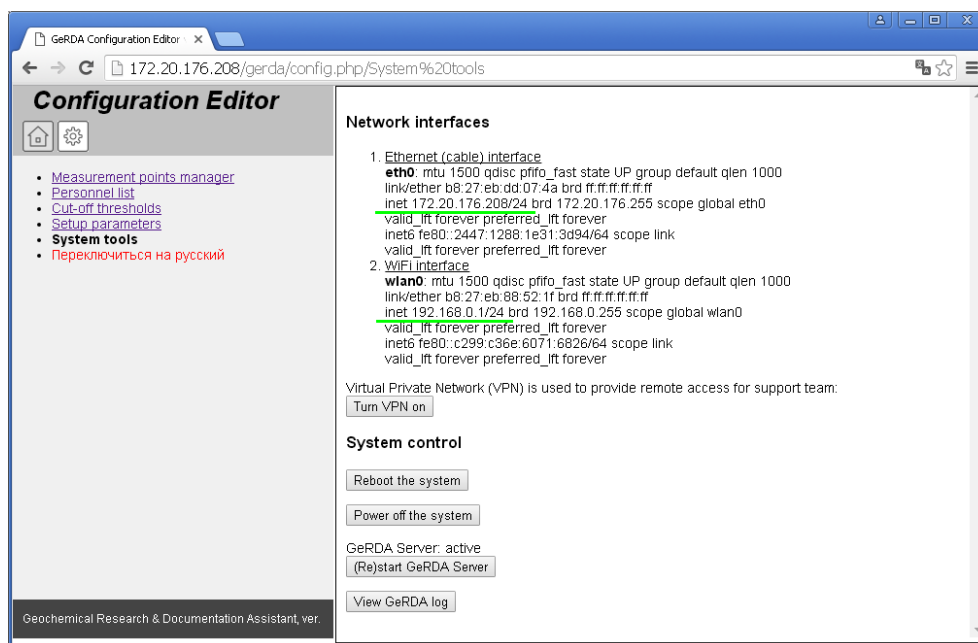 GeRDA Configuration Editor
172.20.176.208/gerda/config.php/System%20tools
Configuration Editor
Measurement points manager
Personnel list
Cut-off thresholds
Setup parameters
System tools
Переключиться на русский
Geochemical Research & Documentation Assistant, ver.
Network interfaces
1. Ethernet (cable) interface
eth0: mtu 1500 qdisc pfifo_fast state UP group default qlen 1000
link/ether b8:27:eb:dd:07:4a brd ff:ff:ff:ff:ff:ff
inet 172.20.176.208/24 brd 172.20.176.255 scope global eth0
valid_lft forever preferred_lft forever
inet6 fe80::2447:1288:1e31:3d94/64 scope link
valid_lft forever preferred_lft forever
2. WiFi interface
wlan0: mtu 1500 qdisc pfifo_fast state UP group default qlen 1000
link/ether b8:27:eb:88:52:1f brd ff:ff:ff:ff:ff:ff
inet 192.168.0.1/24 brd 192.168.0.255 scope global wlan0
valid_lft forever preferred_lft forever
inet6 fe80::c299:c36e:6071:6826/64 scope link
valid_lft forever preferred_lft forever
Virtual Private Network (VPN) is used to provide remote access for support team:
Turn VPN on
System control
Reboot the system
Power off the system
GeRDA Server: active
(Re)start GeRDA Server
View GeRDA log